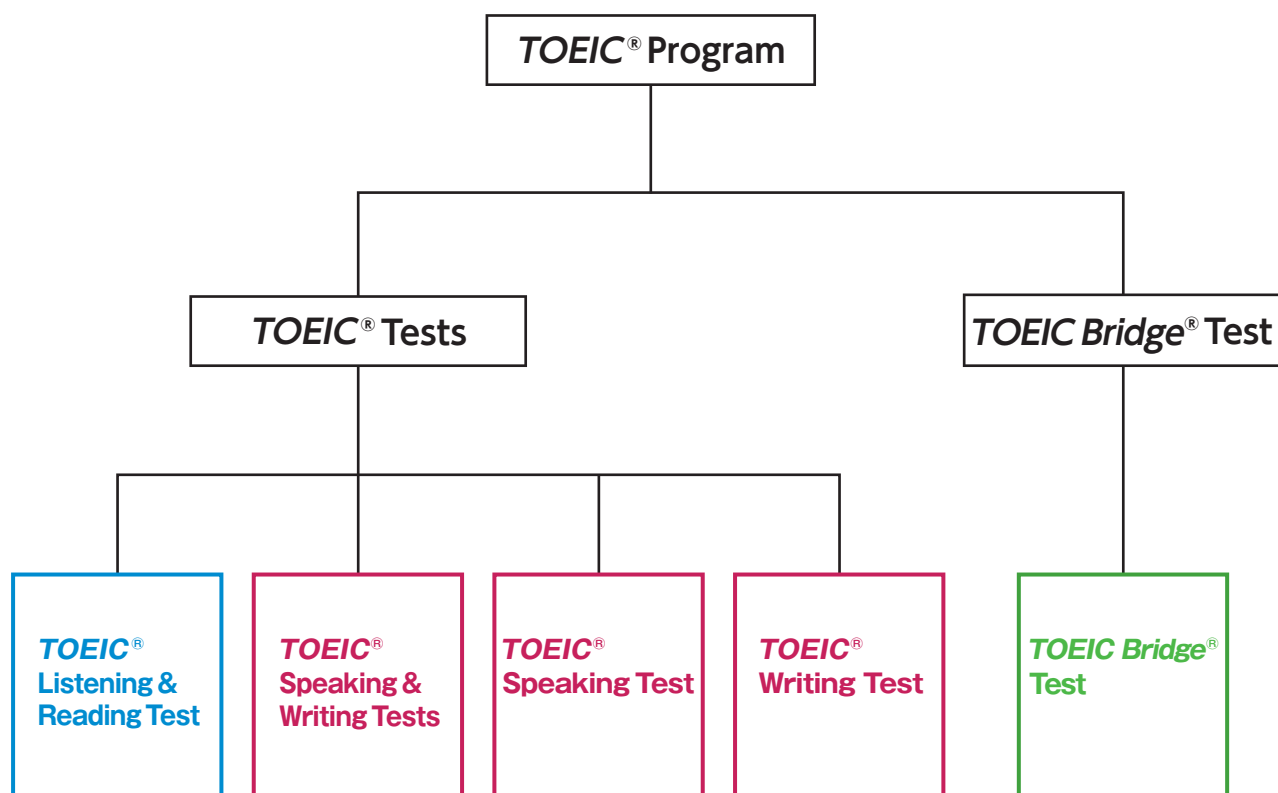 TOEIC® Program
TOEIC® Tests
TOEIC Bridge® Test
TOEIC®
Listening &
Reading Test
TOEIC®
Speaking &
Writing Tests
TOEIC®
Speaking Test
TOEIC®
Writing Test
TOEIC Bridge®
Test